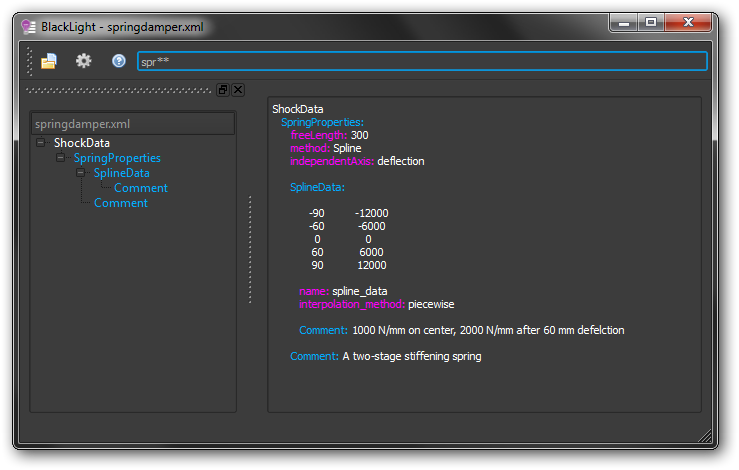 BlackLight - springdamper.xml
spr**
springdamper.xml
ShockData
SpringProperties
SplineData
Comment
Comment
ShockData
SpringProperties:
freeLength: 300
method: Spline
independentAxis: deflection
SplineData:
-90 -12000
-60 -6000
0 0
60 6000
90 12000
name: spline_data
interpolation_method: piecewise
Comment: 1000 N/mm on center, 2000 N/mm after 60 mm defelction
Comment: A two-stage stiffening spring